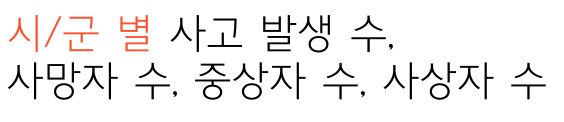 시/군 별 사고 발생 수,
사망자 수, 중상자 수, 사상자 수